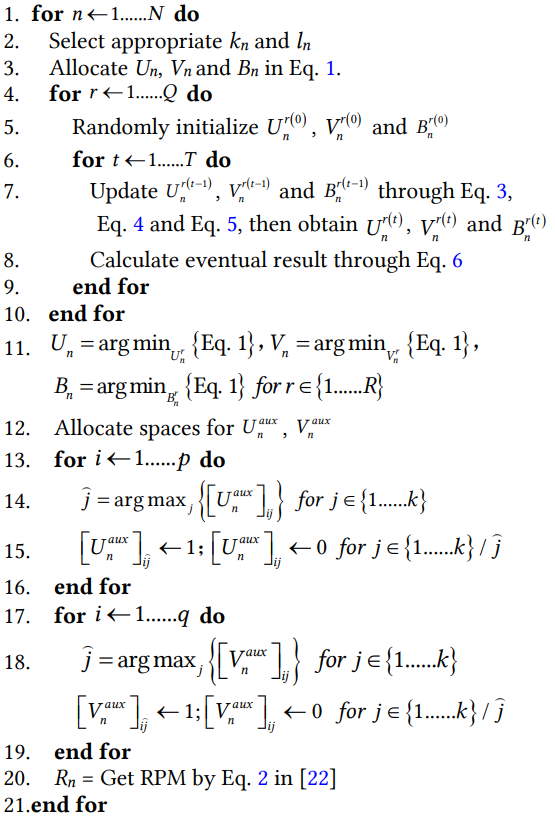 1. for n ← 1......N do
2. Select appropriate kₙ and lₙ
3. Allocate Uₙ, Vₙ and Bₙ in Eq. 1.
4. for r ← 1......Q do
5. Randomly initialize Uₙ^{r(0)} , Vₙ^{r(0)} and Bₙ^{r(0)}
6. for t ← 1......T do
7. Update Uₙ^{r(t−1)} , Vₙ^{r(t−1)} and Bₙ^{r(t−1)} through Eq. 3,
Eq. 4 and Eq. 5, then obtain Uₙ^{r(t)} , Vₙ^{r(t)} and Bₙ^{r(t)}
8. Calculate eventual result through Eq. 6
9. end for
10. end for
11. Uₙ = arg min_{Uₙ^r} {Eq. 1} , Vₙ = arg min_{Vₙ^r} {Eq. 1} ,
Bₙ = arg min_{Bₙ^r} {Eq. 1} for r ∈ {1......R}
12. Allocate spaces for Uₙ^{aux} , Vₙ^{aux}
13. for i ← 1......p do
14. ĵ = arg max_j {[Uₙ^{aux}]_{ij}} for j ∈ {1......k}
15. [Uₙ^{aux}]_{iĵ} ← 1; [Uₙ^{aux}]_{ij} ← 0 for j ∈ {1......k} / ĵ
16. end for
17. for i ← 1......q do
18. ĵ = arg max_j {[Vₙ^{aux}]_{ij}} for j ∈ {1......k}
[Vₙ^{aux}]_{iĵ} ← 1; [Vₙ^{aux}]_{ij} ← 0 for j ∈ {1......k} / ĵ
19. end for
20. Rₙ = Get RPM by Eq. 2 in [22]
21.end for